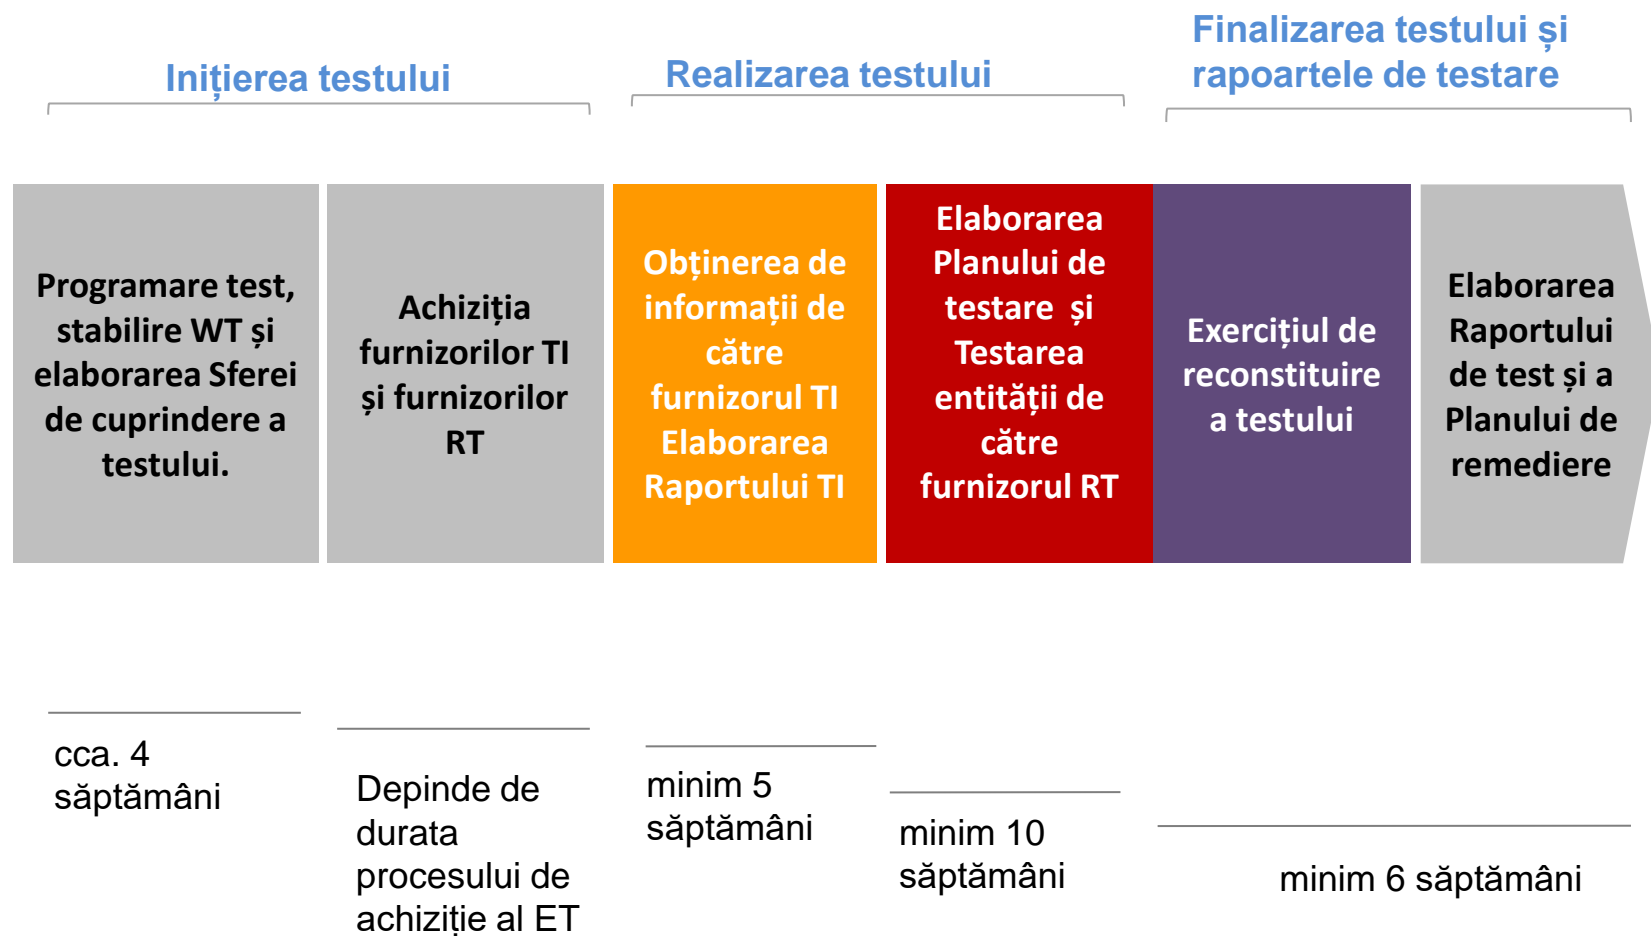 Inițierea testului
Realizarea testului
Finalizarea testului și
rapoartele de testare
Programare test,
stabilire WT și
elaborarea Sferei
de cuprindere a
testului.
Achiziția
furnizorilor TI
și furnizorilor
RT
Obținerea de
informații de
către
furnizorul TI
Elaborarea
Raportului TI
Elaborarea
Planului de
testare și
Testarea
entității de
către
furnizorul RT
Exercițiul de
reconstituire
a testului
Elaborarea
Raportului
de test și a
Planului de
remediere
cca. 4
săptămâni
Depinde de
durata
procesului de
achiziție al ET
minim 5
săptămâni
minim 10
săptămâni
minim 6 săptămâni